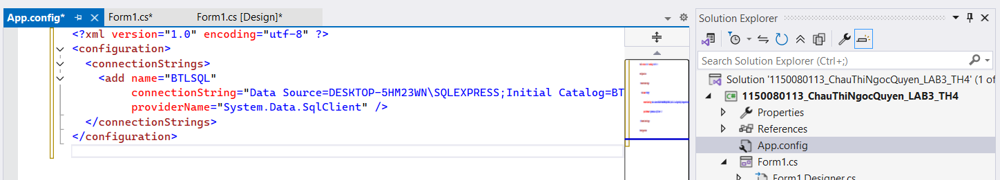 App.config*
Form1.cs*
Form1.cs [Design]*
<?xml version="1.0" encoding="utf-8" ?>
<configuration>
<connectionStrings>
<add name="BTLSQL"
connectionString="Data Source=DESKTOP-5HM23WN\SQLEXPRESS;Initial Catalog=BT
providerName="System.Data.SqlClient" />
</connectionStrings>
</configuration>
Solution Explorer
Search Solution Explorer (Ctrl+;)
Solution '1150080113_ChauThiNgocQuyen_LAB3_TH4' (1 of
C# 1150080113_ChauThiNgocQuyen_LAB3_TH4
Properties
References
App.config
Form1.cs
Form1.Designer.cs